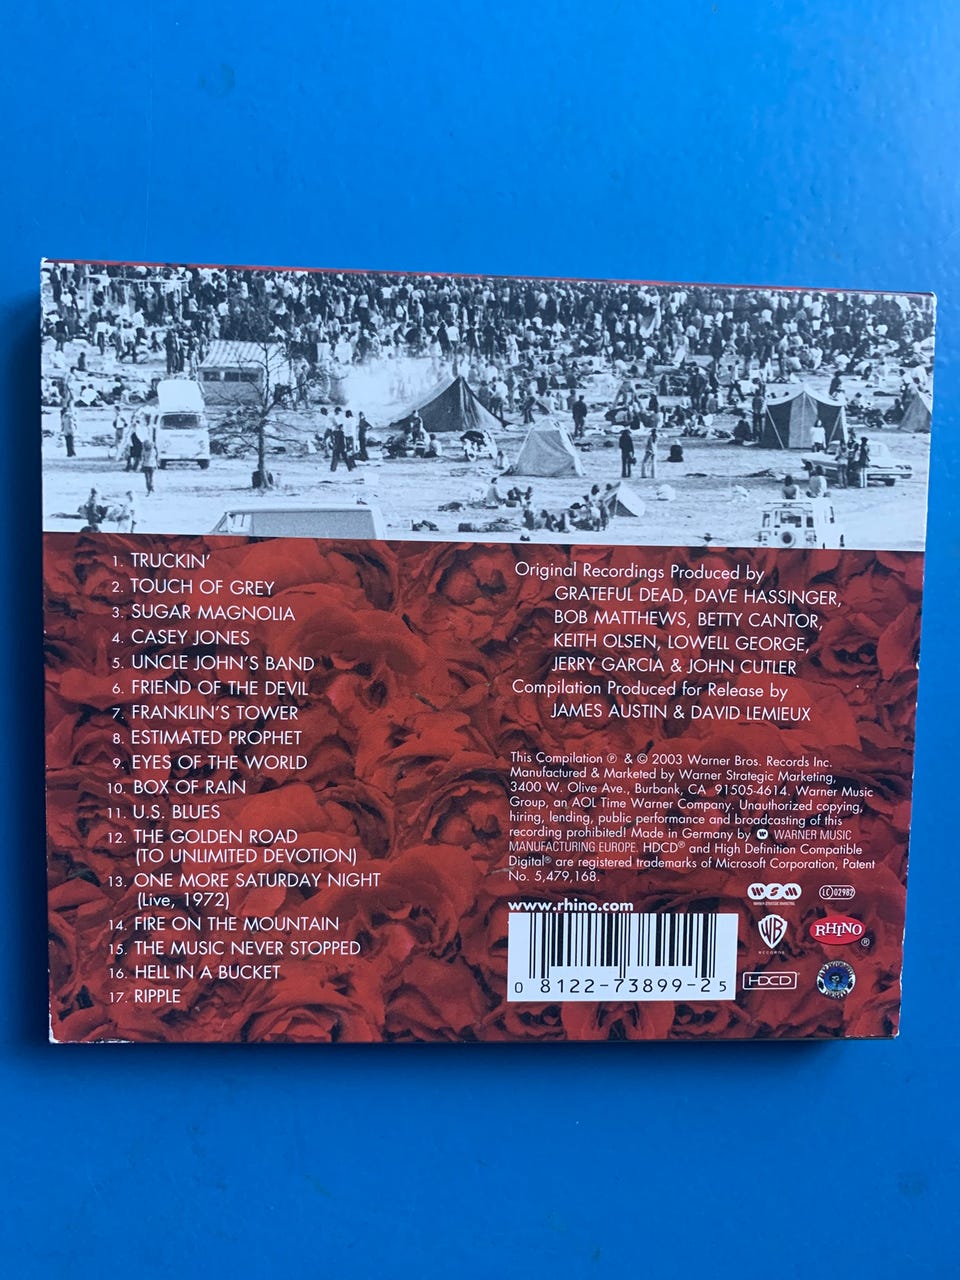 1. TRUCKIN'
2. TOUCH OF GREY
3. SUGAR MAGNOLIA
4. CASEY JONES
5. UNCLE JOHN'S BAND
6. FRIEND OF THE DEVIL
7. FRANKLIN'S TOWER
8. ESTIMATED PROPHET
9. EYES OF THE WORLD
10. BOX OF RAIN
11. U.S. BLUES
12. THE GOLDEN ROAD
(TO UNLIMITED DEVOTION)
13. ONE MORE SATURDAY NIGHT
(Live, 1972)
14. FIRE ON THE MOUNTAIN
15. THE MUSIC NEVER STOPPED
16. HELL IN A BUCKET
17. RIPPLE
Original Recordings Produced by
GRATEFUL DEAD, DAVE HASSINGER,
BOB MATTHEWS, BETTY CANTOR,
KEITH OLSEN, LOWELL GEORGE,
JERRY GARCIA & JOHN CUTLER
Compilation Produced for Release by
JAMES AUSTIN & DAVID LEMIEUX
This Compilation ℗ & © 2003 Warner Bros. Records Inc.
Manufactured & Marketed by Warner Strategic Marketing,
3400 W. Olive Ave., Burbank, CA 91505-4614. Warner Music
Group, an AOL Time Warner Company. Unauthorized copying,
hiring, lending, public performance and broadcasting of this
recording prohibited! Made in Germany by WARNER MUSIC
MANUFACTURING EUROPE. HDCD® and High Definition Compatible
Digital® are registered trademarks of Microsoft Corporation, Patent
No. 5,479,168.
www.rhino.com
WSM
LC 02982
WB
RECORDS
RHINO®
HDCD
0 81227-3899-2 5